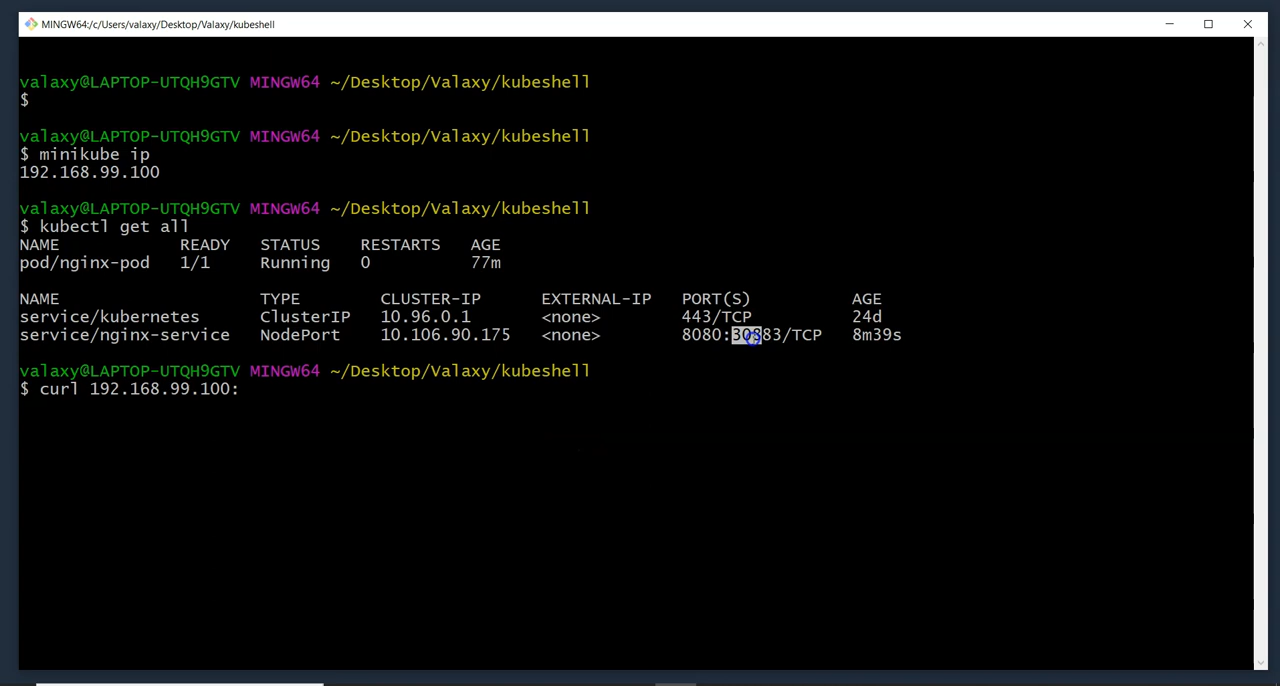 MINGW64:/c/Users/valaxy/Desktop/Valaxy/kubeshell
valaxy@LAPTOP-UTQH9GTV MINGW64 ~/Desktop/Valaxy/kubeshell
$
valaxy@LAPTOP-UTQH9GTV MINGW64 ~/Desktop/Valaxy/kubeshell
$ minikube ip
192.168.99.100
valaxy@LAPTOP-UTQH9GTV MINGW64 ~/Desktop/Valaxy/kubeshell
$ kubectl get all
NAME READY STATUS RESTARTS AGE
pod/nginx-pod 1/1 Running 0 77m
NAME TYPE CLUSTER-IP EXTERNAL-IP PORT(S) AGE
service/kubernetes ClusterIP 10.96.0.1 <none> 443/TCP 24d
service/nginx-service NodePort 10.106.90.175 <none> 8m39s
valaxy@LAPTOP-UTQH9GTV MINGW64 ~/Desktop/Valaxy/kubeshell
$ curl 192.168.99.100: